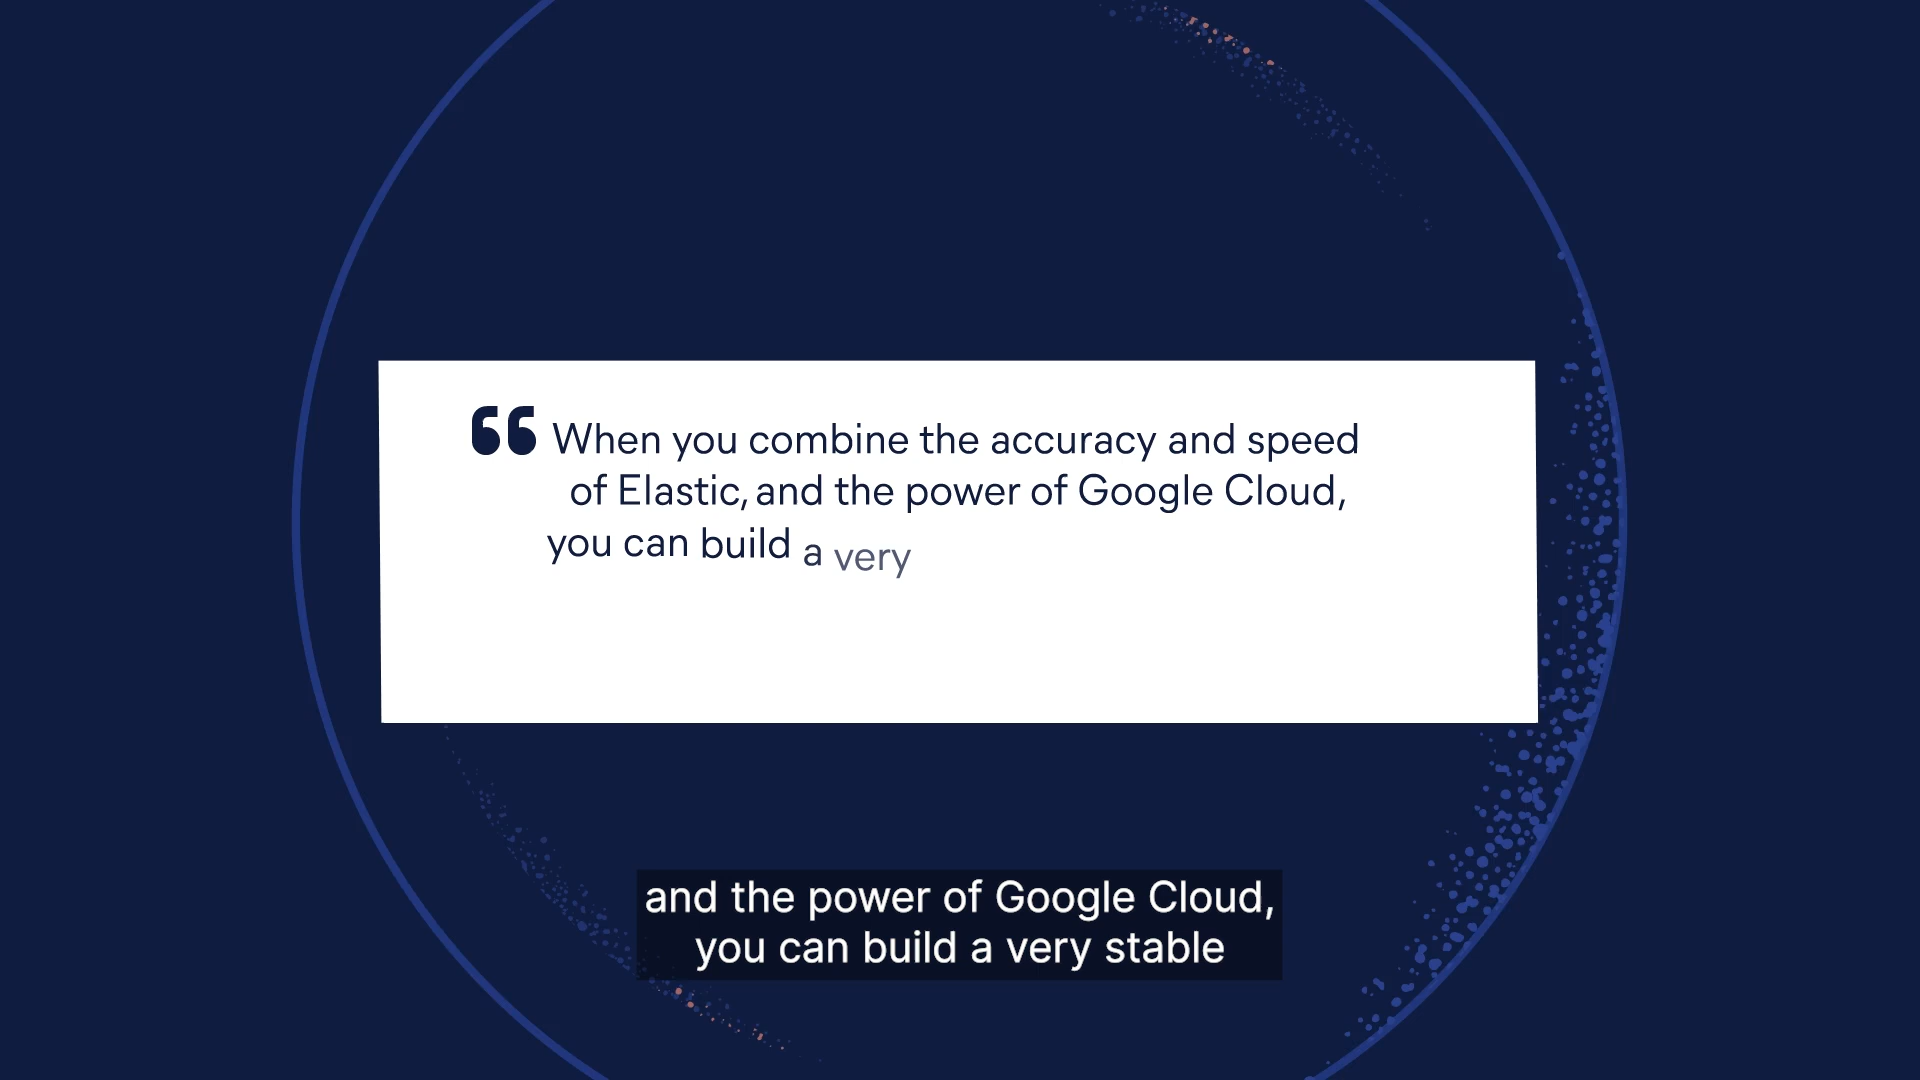 “ When you combine the accuracy and speed
of Elastic, and the power of Google Cloud,
you can build a very
and the power of Google Cloud,
you can build a very stable